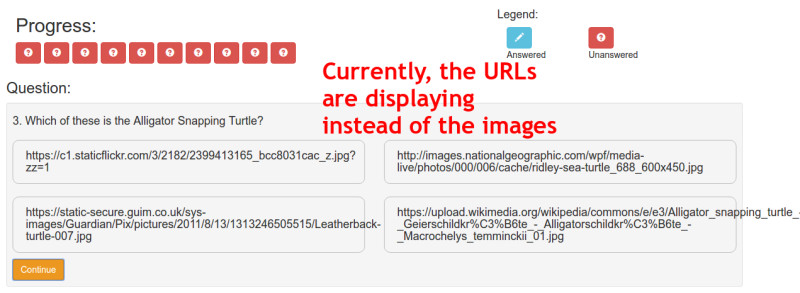 Progress:
Legend:
Answered
Unanswered
Currently, the URLs
are displaying
instead of the images
Question:
3. Which of these is the Alligator Snapping Turtle?
https://c1.staticflickr.com/3/2182/2399413165_bcc8031cac_z.jpg?
zz=1
http://images.nationalgeographic.com/wpf/media-
live/photos/000/006/cache/ridley-sea-turtle_688_600x450.jpg
https://static-secure.guim.co.uk/sys-
images/Guardian/Pix/pictures/2011/8/13/1313246505515/Leatherback-
turtle-007.jpg
https://upload.wikimedia.org/wikipedia/commons/e/e3/Alligator_snapping_turtle_-
_Geierschildkr%C3%B6te_-_Alligatorschildkr%C3%B6te_-
_Macrochelys_temminckii_01.jpg
Continue